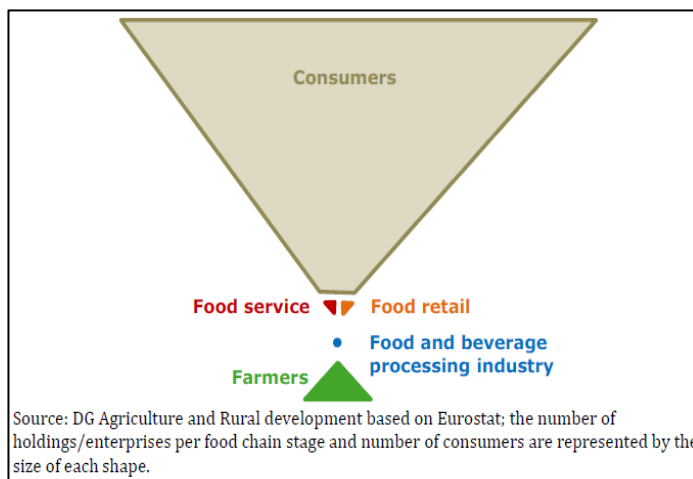 Consumers
Food service Food retail
Food and beverage
processing industry
Farmers
Source: DG Agriculture and Rural development based on Eurostat; the number of
holdings/enterprises per food chain stage and number of consumers are represented by the
size of each shape.